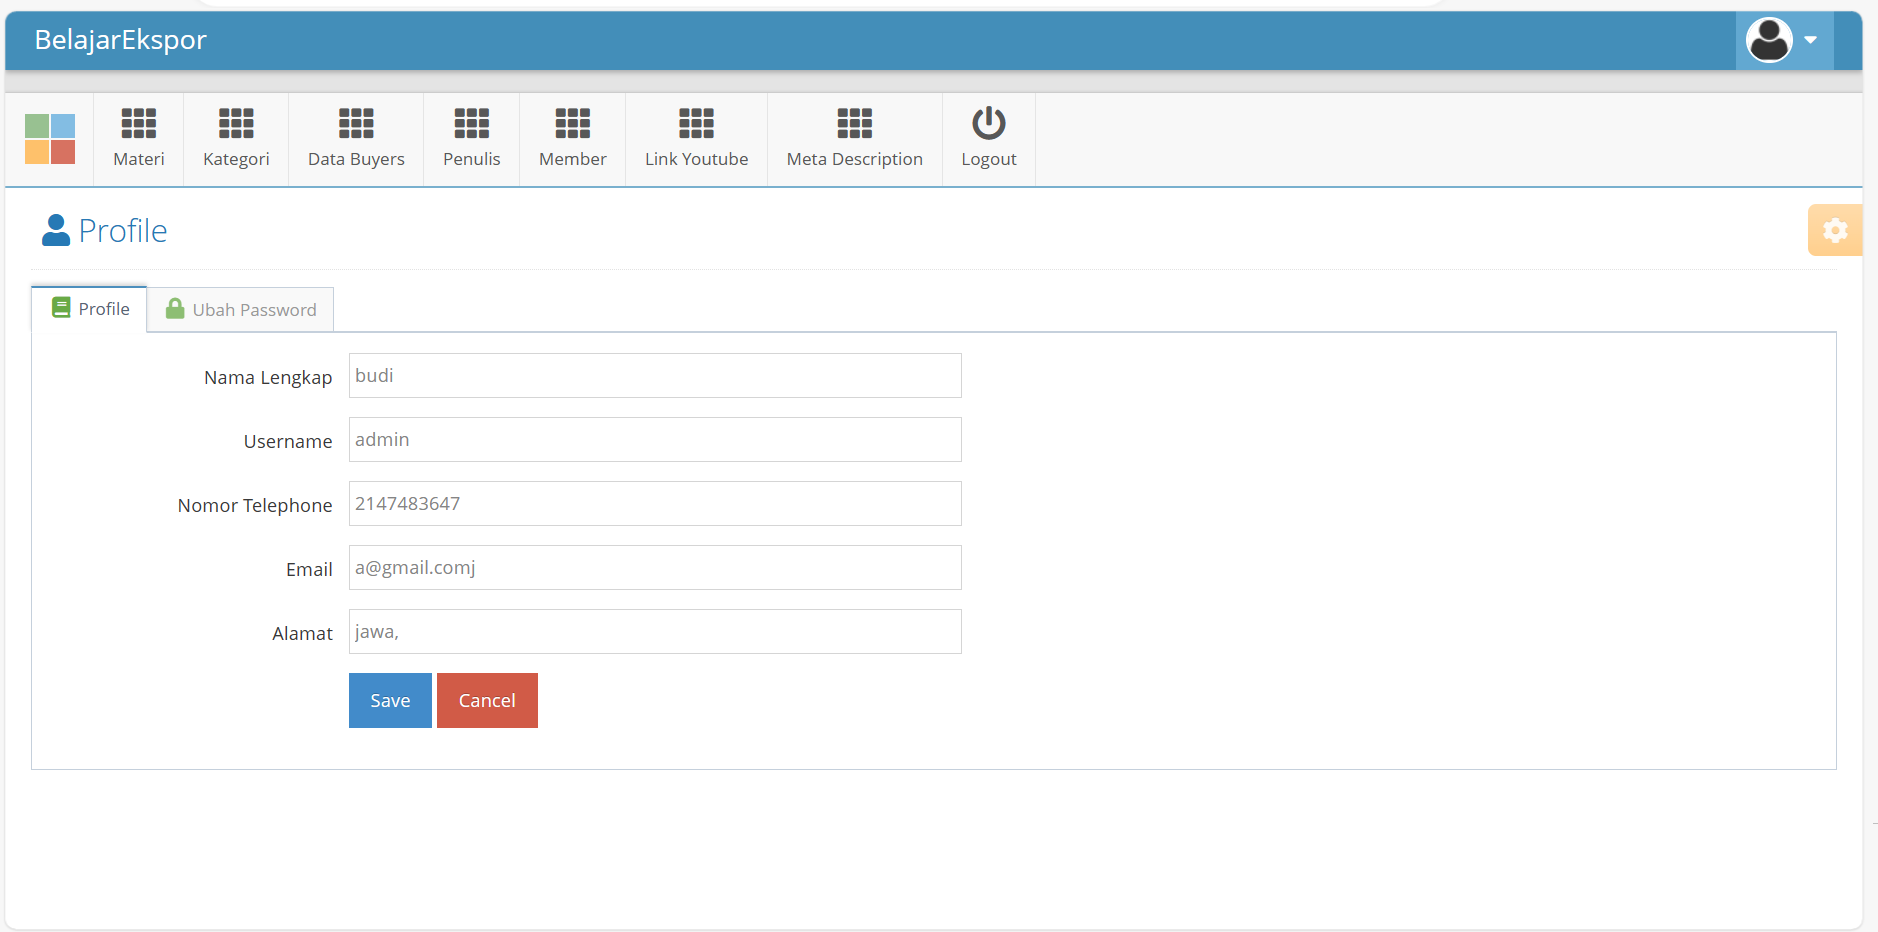 BelajarEkspor
Materi
Kategori
Data Buyers
Penulis
Member
Link Youtube
Meta Description
Logout
Profile
Profile
Ubah Password
Nama Lengkap
budi
Username
admin
Nomor Telephone
2147483647
Email
a@gmail.comj
Alamat
jawa,
Save
Cancel